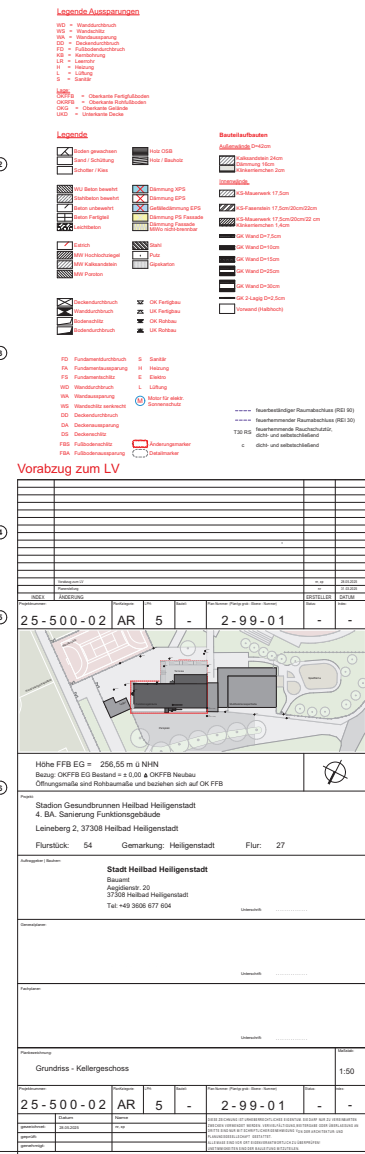 Legende Aussparungen
WD = Wanddurchbruch
WS = Wandschlitz
WA = Wandaussparung
DD = Deckendurchbruch
FD = Fußbodendurchbruch
KB = Kernbohrung
LR = Leerrohr
H = Heizung
L = Lüftung
S = Sanitär
Lage:
OKFFB = Oberkante Fertigfußboden
OKRFB = Oberkante Rohfußboden
OKG = Oberkante Gelände
UKD = Unterkante Decke
Legende
Boden gewachsen
Sand / Schüttung
Schotter / Kies
Holz OSB
Holz / Bauholz
WU Beton bewehrt
Stahlbeton bewehrt
Beton unbewehrt
Beton Fertigteil
Leichtbeton
Dämmung XPS
Dämmung EPS
Gefälledämmung EPS
Dämmung PS Fassade
Dämmung Fassade
MiWo nicht-brennbar
Estrich
MW Hochlochziegel
MW Kalksandstein
MW Poroton
Stahl
Putz
Gipskarton
Deckendurchbruch
Wanddurchbruch
Bodenschlitz
Bodendurchbruch
OK Fertigbau
UK Fertigbau
OK Rohbau
UK Rohbau
Bauteilaufbauten
Außenwände D=42cm
Kalksandstein 24cm
Dämmung 16cm
Klinkerriemchen 2cm
Innenwände
KS-Mauerwerk 17.5cm
KS-Fasenstein 17.5cm/20cm/22cm
KS-Mauerwerk 17.5cm/20cm/22 cm
Klinkerriemchen 1,4cm
GK Wand D=7,5cm
GK Wand D=10cm
GK Wand D=15cm
GK Wand D=25cm
GK Wand D=30cm
GK 2-Lagig D=2,5cm
Vorwand (Halbhoch)
FD Fundamentdurchbruch
FA Fundamentaussparung
FS Fundamentschlitz
WD Wanddurchbruch
WA Wandaussparung
WS Wandschlitz senkrecht
DD Deckendurchbruch
DA Deckenaussparung
DS Deckenschlitz
FBS Fußbodenschlitz
FBA Fußbodenaussparung
S Sanitär
H Heizung
E Elektro
L Lüftung
M Motor für elektr.
Sonnenschutz
Änderungsmarker
Detailmarker
feuerbeständiger Raumabschluss (REI 90)
feuerhemmender Raumabschluss (REI 30)
T30 RS feuerhemmende Rauchschutztür,
dicht- und selbstschließend
c dicht- und selbstschließend
Vorabzug zum LV
INDEX ÄNDERUNG ERSTELLER DATUM
25-500-02 AR 5 - 2-99-01 - -
Höhe FFB EG = 256,55 m ü NHN
Bezug: OKFFB EG Bestand = ± 0,00 OKFFB Neubau
Öffnungsmaße sind Rohbaumaße und beziehen sich auf OK FFB
Projekt:
Stadion Gesundbrunnen Heilbad Heiligenstadt
4. BA. Sanierung Funktionsgebäude
Leineberg 2, 37308 Heilbad Heiligenstadt
Flurstück: 54 Gemarkung: Heiligenstadt Flur: 27
Auftraggeber | Bauherr:
Stadt Heilbad Heiligenstadt
Bauamt
Aegidienstr. 20
37308 Heilbad Heiligenstadt
Tel: +49 3606 677 604
Unterschrift:
Generalplaner:
Unterschrift:
Fachplaner:
Unterschrift:
Planbezeichnung:
Maßstab:
Grundriss - Kellergeschoss
1:50
25-500-02 AR 5 - 2-99-01 - -
Datum Name
gezeichnet:
geprüft:
genehmigt: